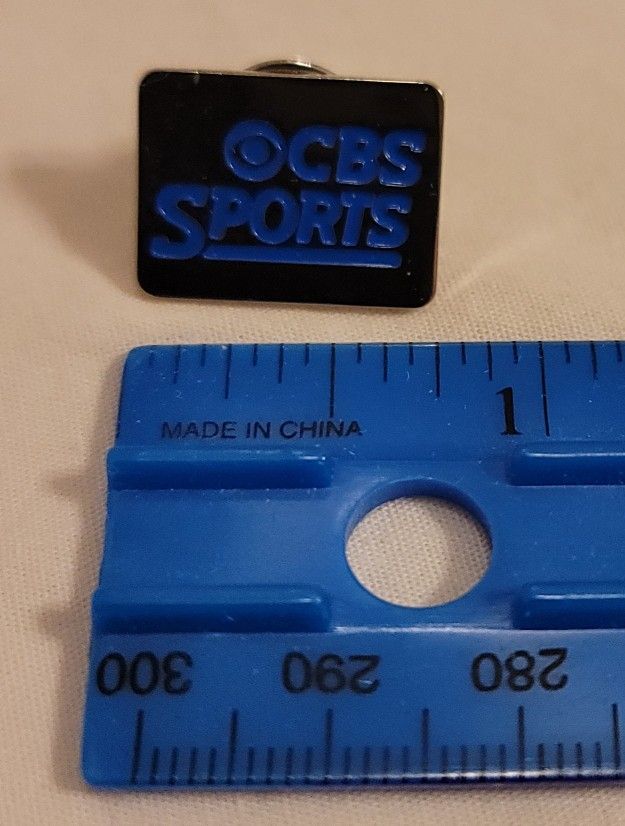 CBS
SPORTS
MADE IN CHINA
1
300 290 280